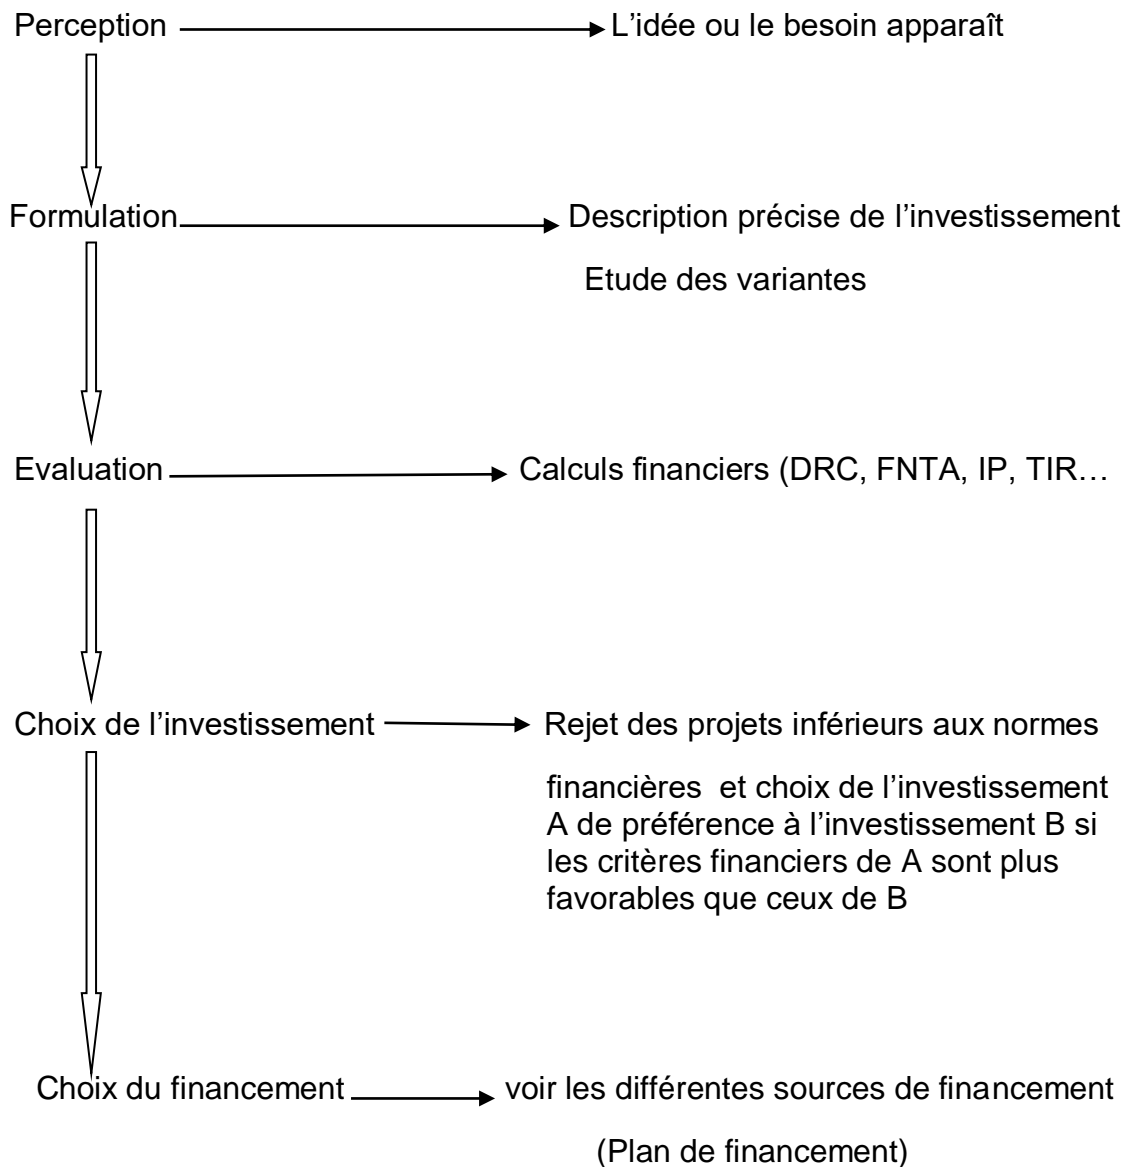 Perception L’idée ou le besoin apparaît
Formulation Description précise de l’investissement
Etude des variantes
Evaluation Calculs financiers (DRC, FNTA, IP, TIR…
Choix de l’investissement Rejet des projets inférieurs aux normes
financières et choix de l’investissement
A de préférence à l’investissement B si
les critères financiers de A sont plus
favorables que ceux de B
Choix du financement voir les différentes sources de financement
(Plan de financement)